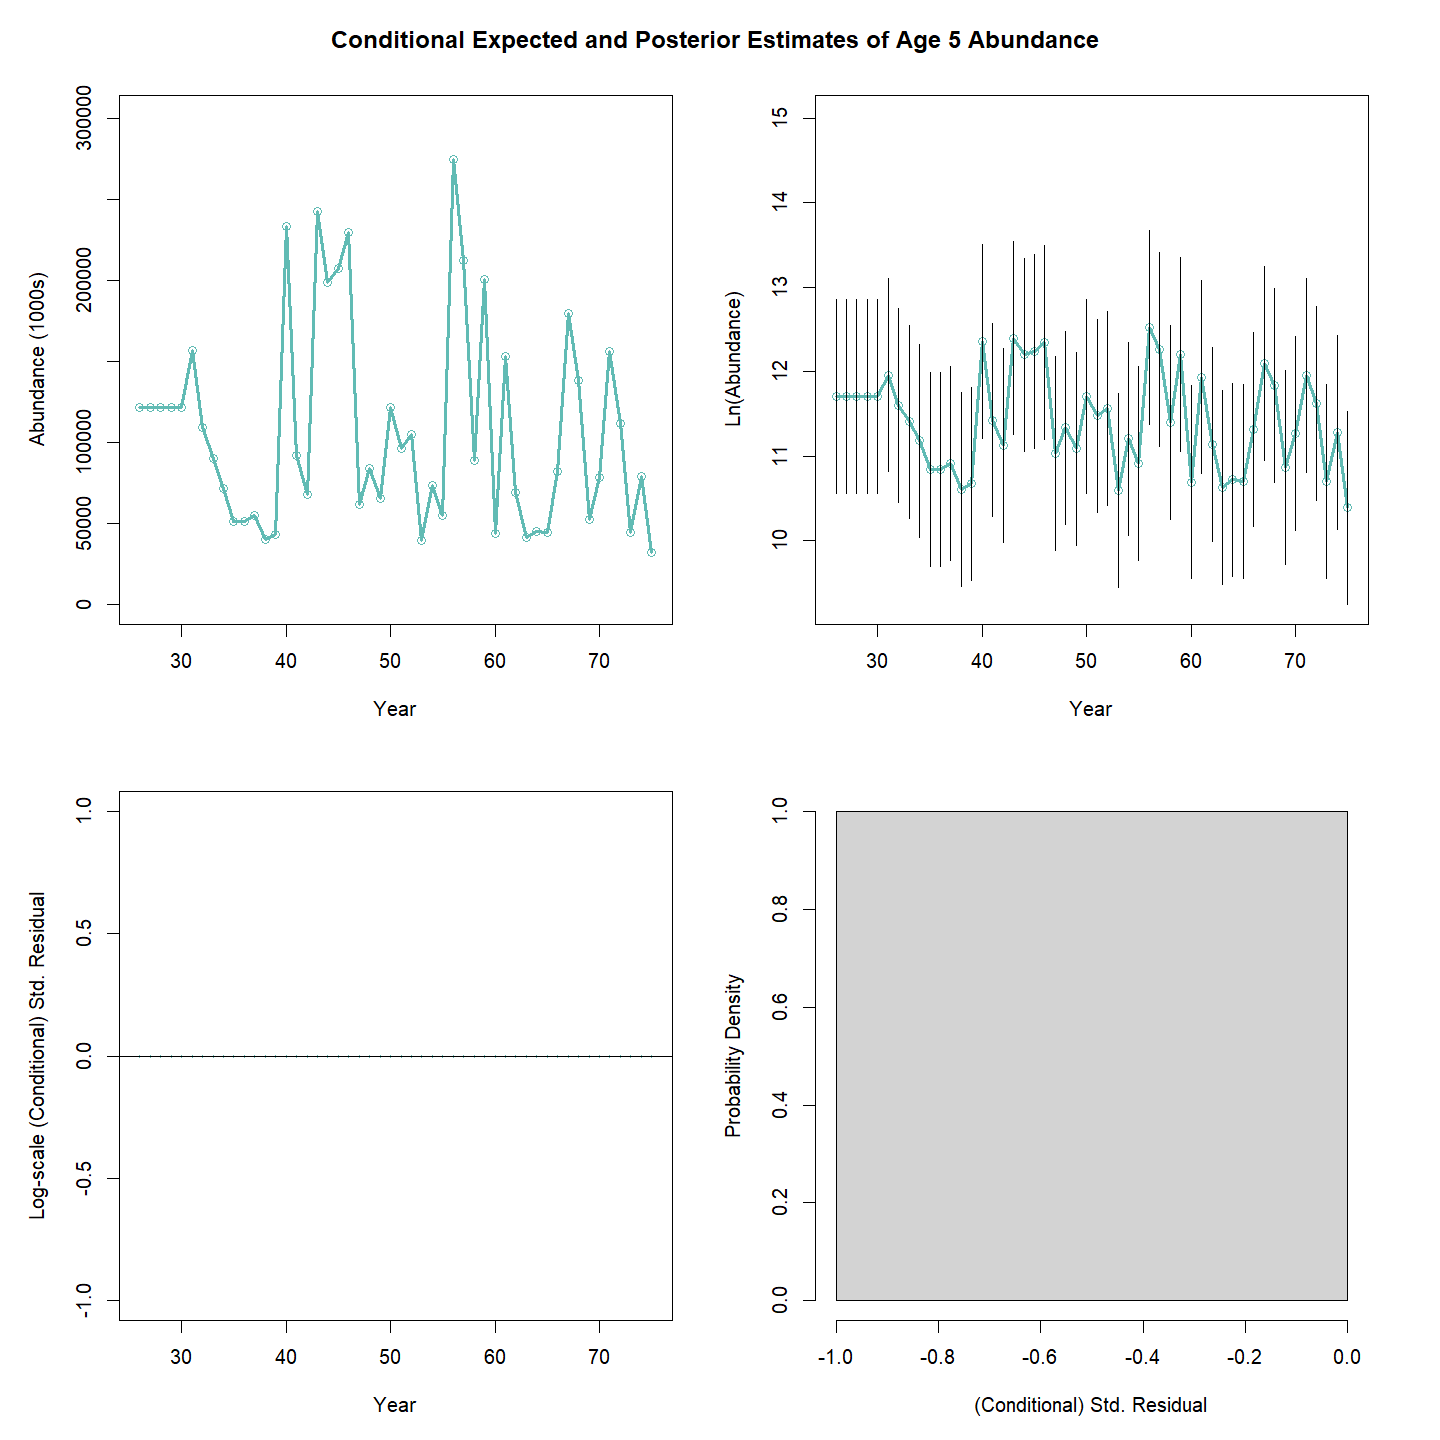 Conditional Expected and Posterior Estimates of Age 5 Abundance
Abundance (1000s)
0 50000 100000 200000 300000
30 40 50 60 70
Year
Ln(Abundance)
10 11 12 13 14 15
30 40 50 60 70
Year
Log-scale (Conditional) Std. Residual
-1.0 -0.5 0.0 0.5 1.0
30 40 50 60 70
Year
Probability Density
0.0 0.2 0.4 0.6 0.8 1.0
-1.0 -0.8 -0.6 -0.4 -0.2 0.0
(Conditional) Std. Residual